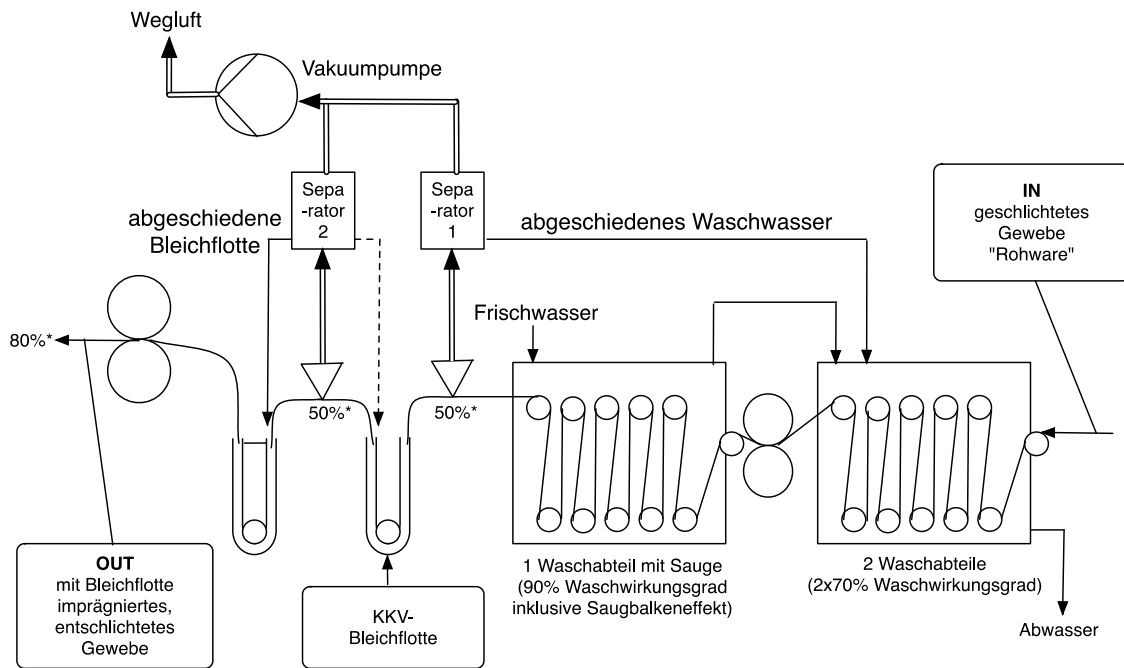 Wegluft
Vakuumpumpe
Sepa
-rator
2
Sepa
-rator
1
abgeschiedene
Bleichflotte
abgeschiedenes Waschwasser
IN
geschlichtetes
Gewebe
"Rohware"
Frischwasser
80%*
50%*
50%*
OUT
mit Bleichflotte
imprägniertes,
entschlichtetes
Gewebe
KKV-
Bleichflotte
1 Waschabteil mit Sauge
(90% Waschwirkungsgrad
inklusive Saugbalkeneffekt)
2 Waschabteile
(2x70% Waschwirkungsgrad)
Abwasser